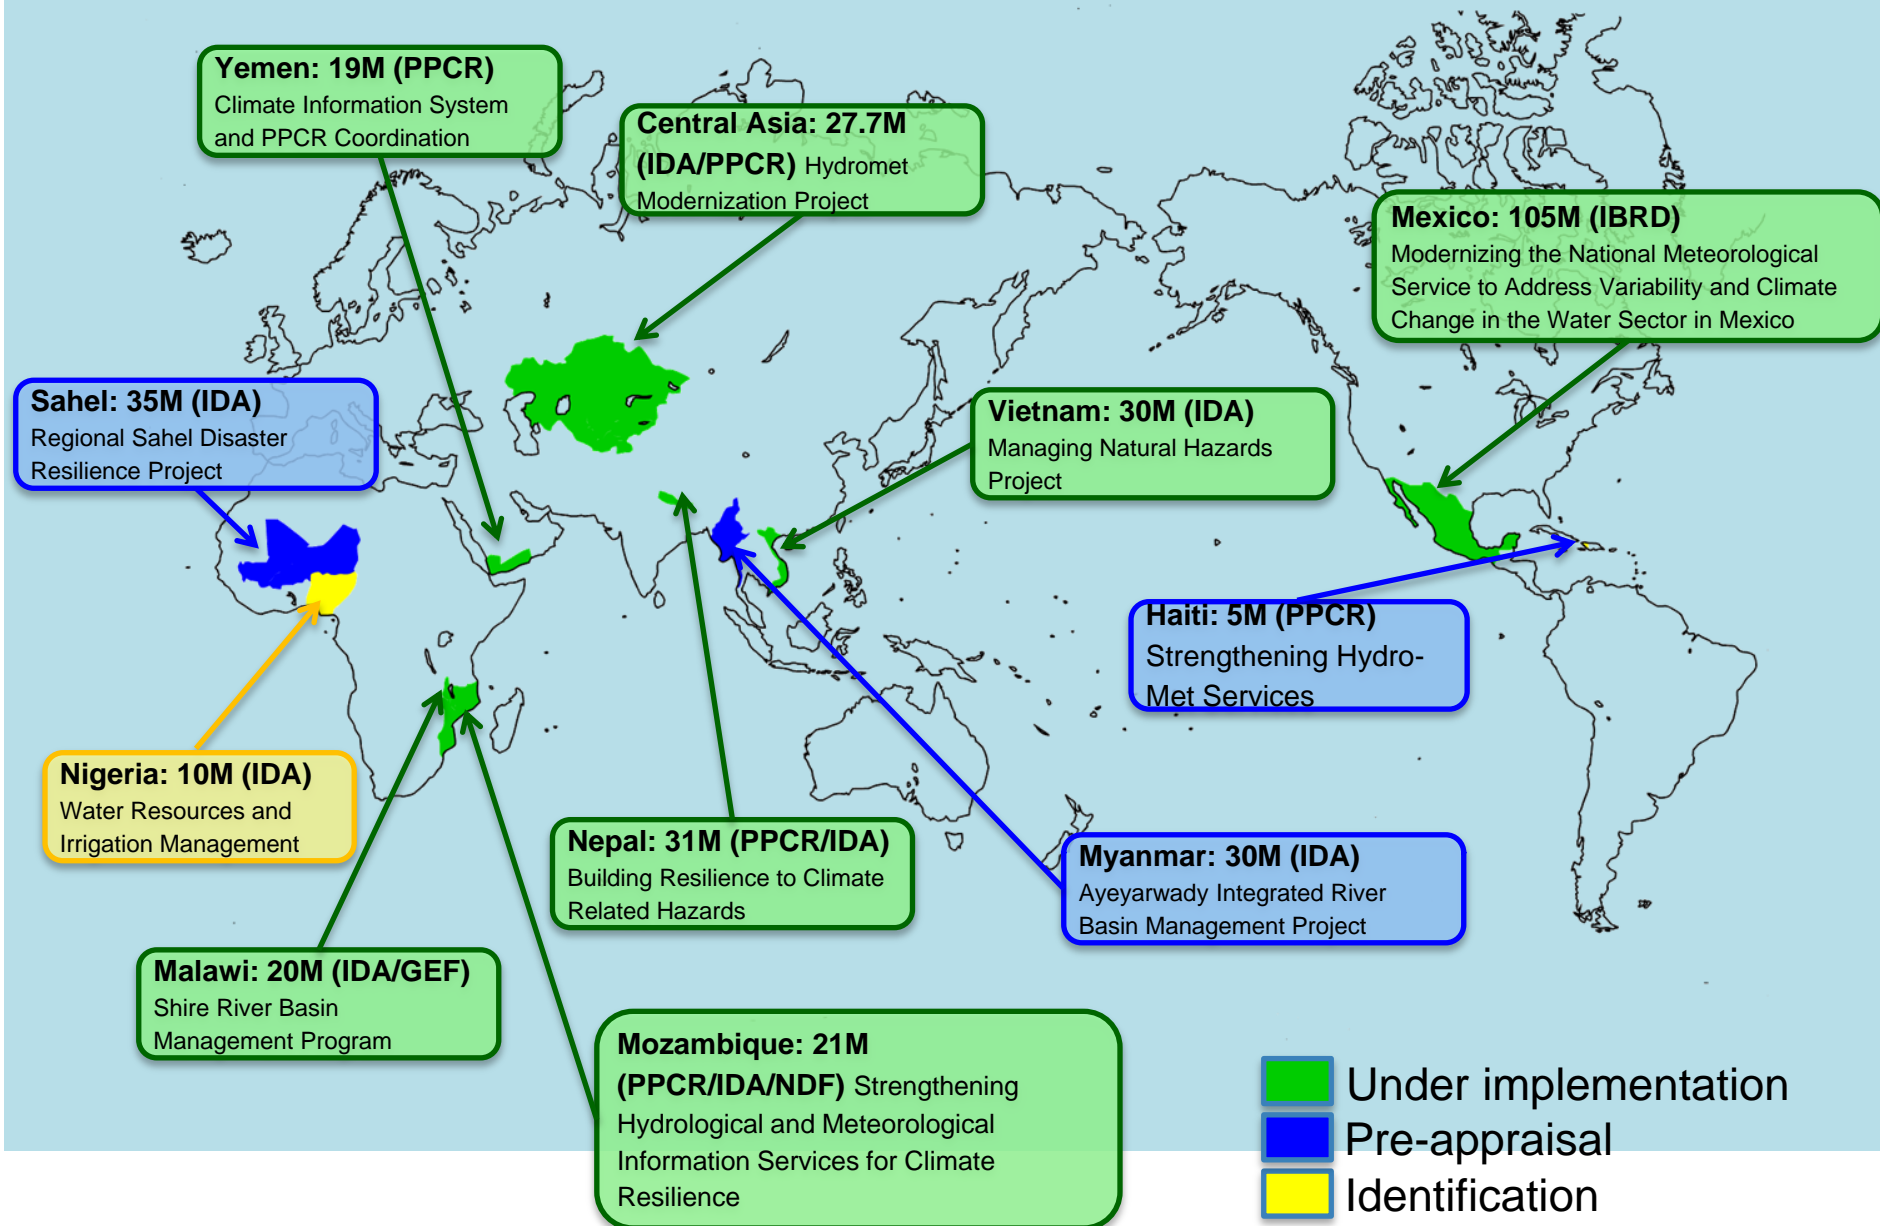 Yemen: 19M (PPCR)
Climate Information System
and PPCR Coordination
Central Asia: 27.7M
(IDA/PPCR) Hydromet
Modernization Project
Mexico: 105M (IBRD)
Modernizing the National Meteorological
Service to Address Variability and Climate
Change in the Water Sector in Mexico
Sahel: 35M (IDA)
Regional Sahel Disaster
Resilience Project
Vietnam: 30M (IDA)
Managing Natural Hazards
Project
Haiti: 5M (PPCR)
Strengthening Hydro-
Met Services
Nigeria: 10M (IDA)
Water Resources and
Irrigation Management
Nepal: 31M (PPCR/IDA)
Building Resilience to Climate
Related Hazards
Myanmar: 30M (IDA)
Ayeyarwady Integrated River
Basin Management Project
Malawi: 20M (IDA/GEF)
Shire River Basin
Management Program
Mozambique: 21M
(PPCR/IDA/NDF) Strengthening
Hydrological and Meteorological
Information Services for Climate
Resilience
Under implementation
Pre-appraisal
Identification